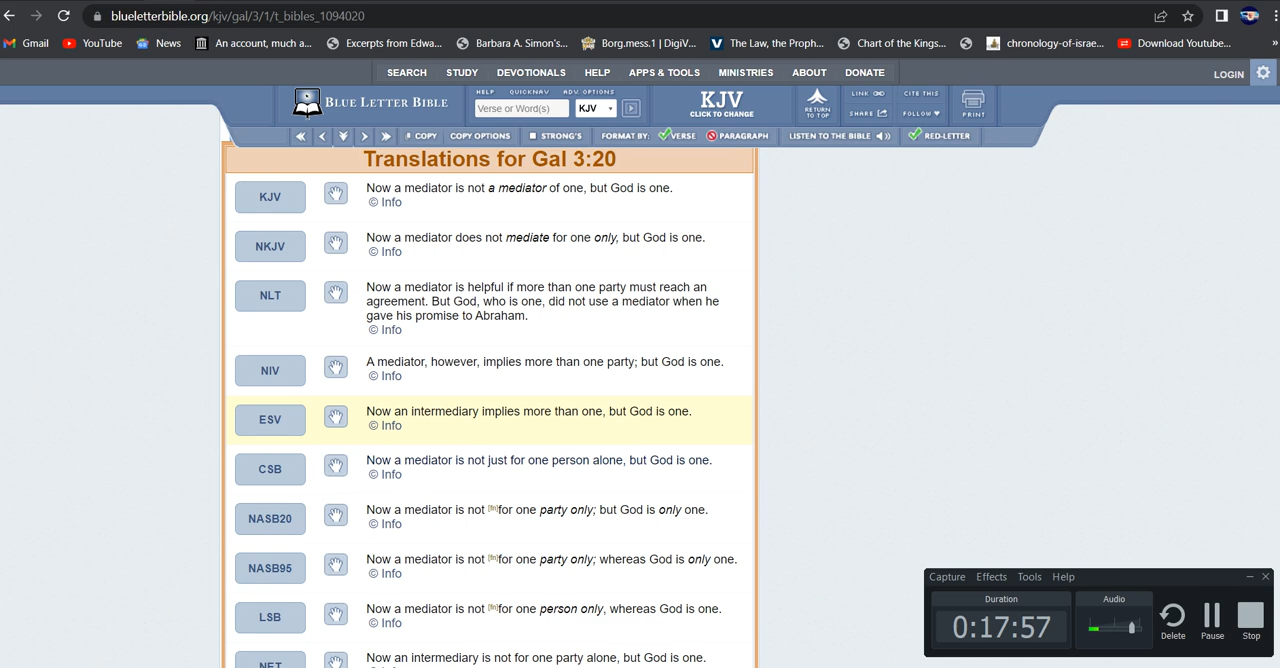 blueletterbible.org/kjv/gal/3/1/t_bibles_1094020
Gmail YouTube News An account, much a... Excerpts from Edwa... Barbara A. Simon's... Borg.mess.1 | DigiV... The Law, the Proph... Chart of the Kings... chronology-of-israe... Download Youtube... »
SEARCH STUDY DEVOTIONALS HELP APPS & TOOLS MINISTRIES ABOUT DONATE LOGIN
HELP QUICKNAV ADV. OPTIONS
BLUE LETTER BIBLE Verse or Word(s) KJV
KJV
CLICK TO CHANGE
RETURN TO TOP
LINK CITE THIS
SHARE FOLLOW PRINT
COPY COPY OPTIONS STRONG'S FORMAT BY: VERSE PARAGRAPH LISTEN TO THE BIBLE RED-LETTER
Translations for Gal 3:20
KJV Now a mediator is not a mediator of one, but God is one.
© Info
NKJV Now a mediator does not mediate for one only, but God is one.
© Info
NLT Now a mediator is helpful if more than one party must reach an
agreement. But God, who is one, did not use a mediator when he
gave his promise to Abraham.
© Info
NIV A mediator, however, implies more than one party; but God is one.
© Info
ESV Now an intermediary implies more than one, but God is one.
© Info
CSB Now a mediator is not just for one person alone, but God is one.
© Info
NASB20 Now a mediator is not [fn]for one party only; but God is only one.
© Info
NASB95 Now a mediator is not [fn]for one party only; whereas God is only one.
© Info
LSB Now a mediator is not [fn]for one person only, whereas God is one.
© Info
NET Now an intermediary is not for one party alone, but God is one.
Capture Effects Tools Help
Duration Audio
0:17:57
Delete Pause Stop